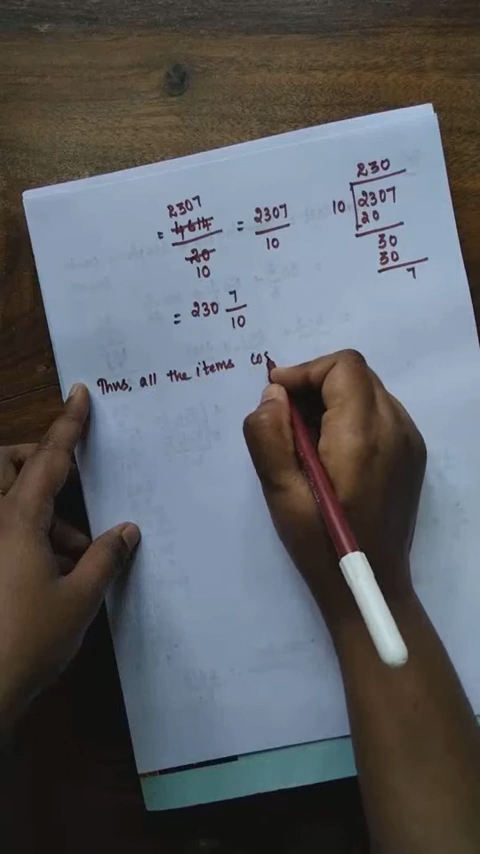 2307
= 4614/20 = 2307/10
10
= 230 7/10
230
10 2307
20
30
30
7
Thus, all the items cos